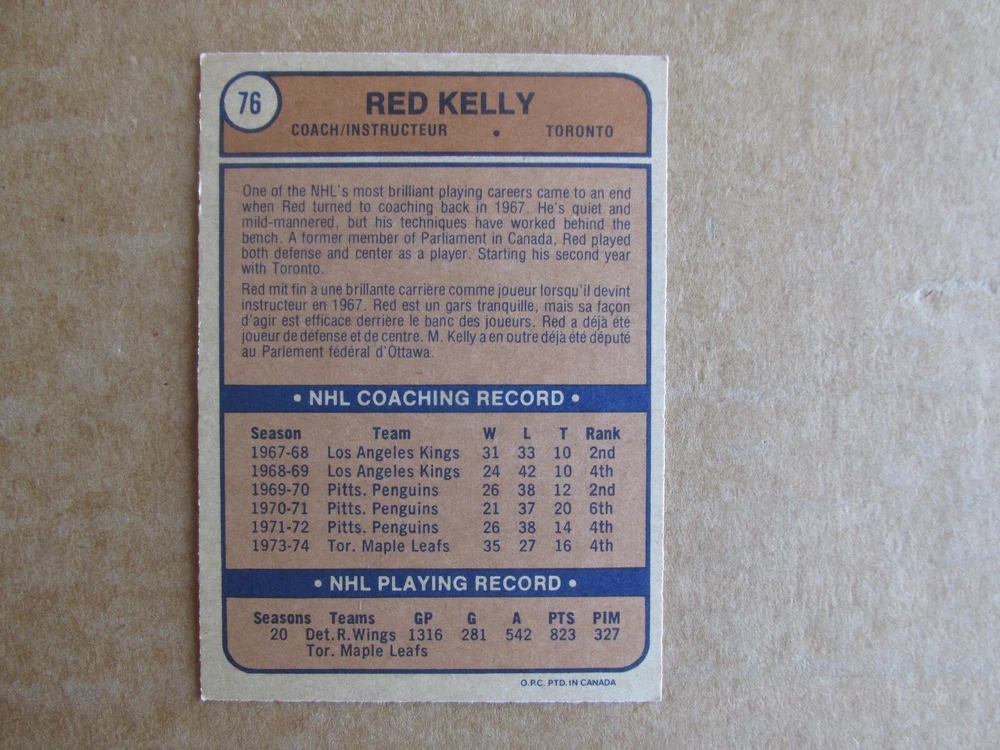 76
RED KELLY
COACH/INSTRUCTEUR • TORONTO
One of the NHL's most brilliant playing careers came to an end
when Red turned to coaching back in 1967. He's quiet and
mild-mannered, but his techniques have worked behind the
bench. A former member of Parliament in Canada, Red played
both defense and center as a player. Starting his second year
with Toronto.
Red mit fin a une brillante carrière comme joueur lorsqu'il devint
instructeur en 1967. Red est un gars tranquille, mais sa façon
d'agir est efficace derrière le banc des joueurs. Red a déjà été
joueur de défense et de centre. M. Kelly a en outre déjà été député
au Parlement fédéral d'Ottawa.
• NHL COACHING RECORD •
Season Team W L T Rank
1967-68 Los Angeles Kings 31 33 10 2nd
1968-69 Los Angeles Kings 24 42 10 4th
1969-70 Pitts. Penguins 26 38 12 2nd
1970-71 Pitts. Penguins 21 37 20 6th
1971-72 Pitts. Penguins 26 38 14 4th
1973-74 Tor. Maple Leafs 35 27 16 4th
• NHL PLAYING RECORD •
Seasons Teams GP G A PTS PIM
20 Det.R.Wings 1316 281 542 823 327
Tor. Maple Leafs
O.P.C. PTD. IN CANADA